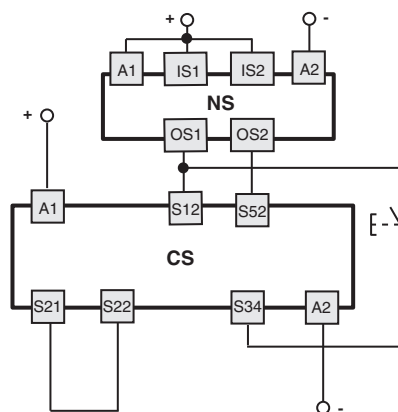 + -
A1 IS1 IS2 A2
NS
+ OS1 OS2
A1 S12 S52
CS
S21 S22 S34 A2
-